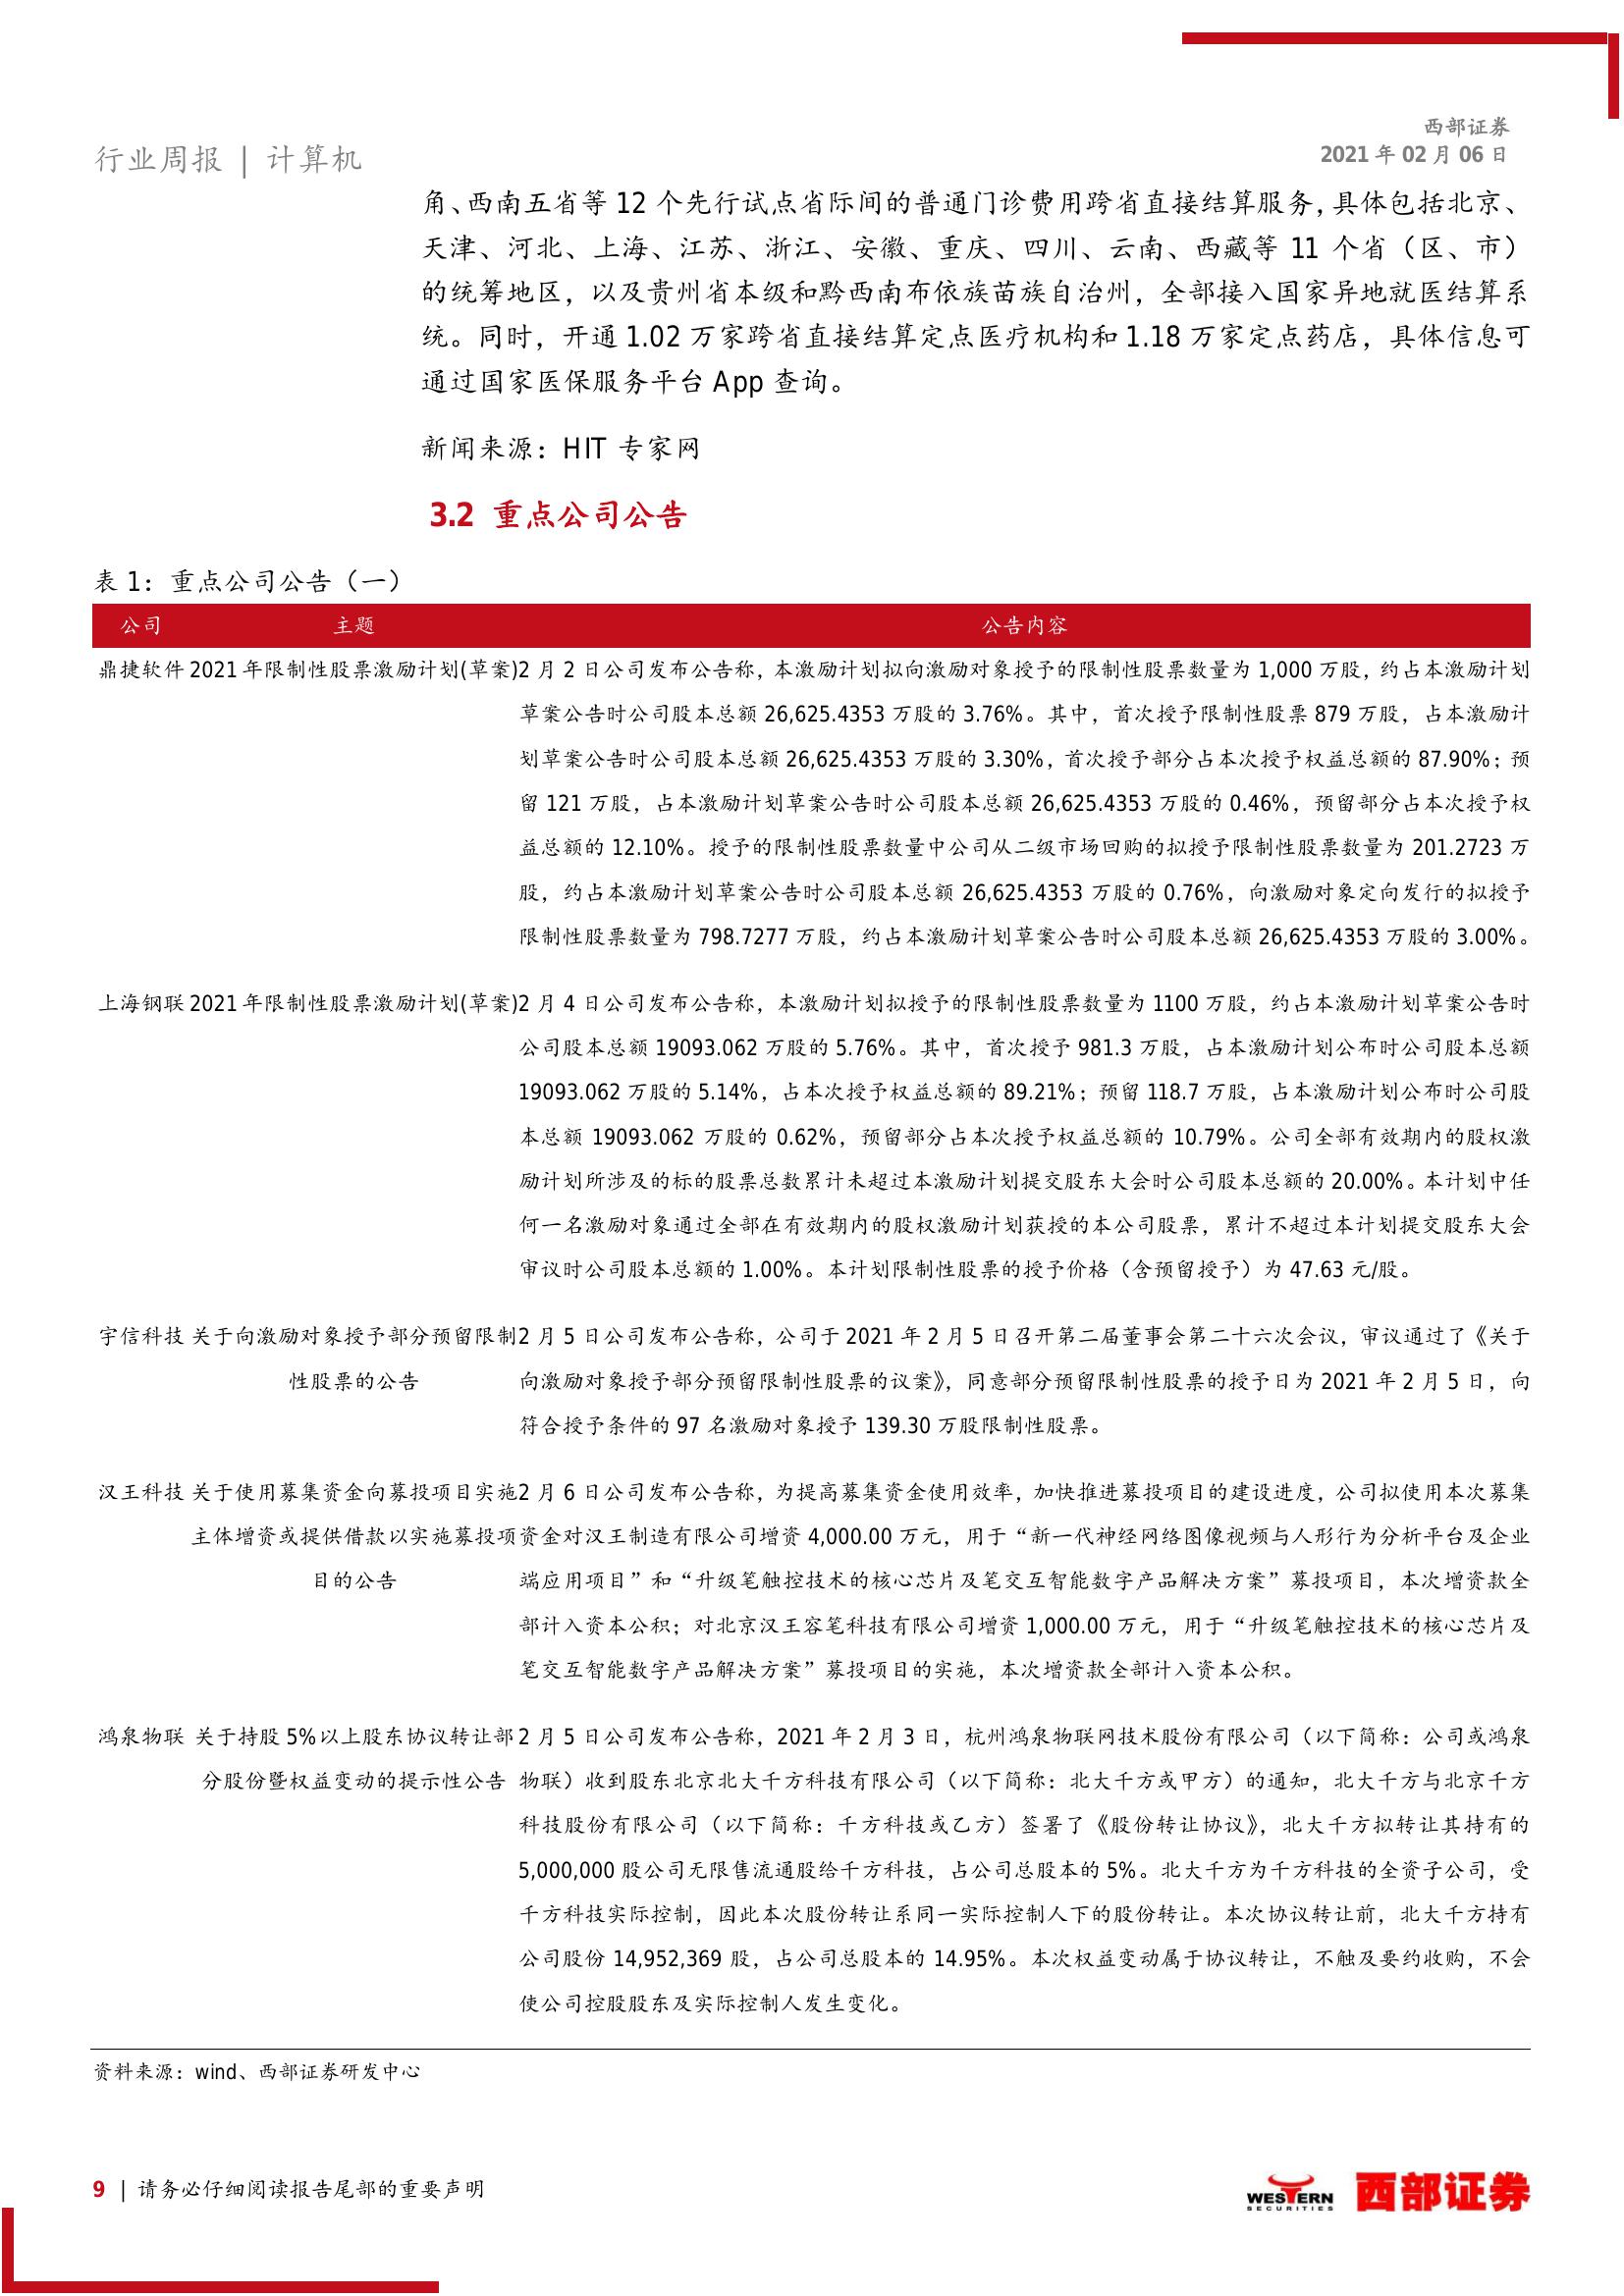 西部证券
2021 年 02 月 06 日
行业周报 | 计算机
角、西南五省等 12 个先行试点省际间的普通门诊费用跨省直接结算服务，具体包括北京、
天津、河北、上海、江苏、浙江、安徽、重庆、四川、云南、西藏等 11 个省（区、市）
的统筹地区，以及贵州省本级和黔西南布依族苗族自治州，全部接入国家异地就医结算系
统。同时，开通 1.02 万家跨省直接结算定点医疗机构和 1.18 万家定点药店，具体信息可
通过国家医保服务平台 App 查询。
新闻来源：HIT 专家网
3.2 重点公司公告
表 1：重点公司公告（一）
公司 主题 公告内容
鼎捷软件 2021 年限制性股票激励计划(草案) 2 月 2 日公司发布公告称，本激励计划拟向激励对象授予的限制性股票数量为 1,000 万股，约占本激励计划
草案公告时公司股本总额 26,625.4353 万股的 3.76%。其中，首次授予限制性股票 879 万股，占本激励计
划草案公告时公司股本总额 26,625.4353 万股的 3.30%，首次授予部分占本次授予权益总额的 87.90%；预
留 121 万股，占本激励计划草案公告时公司股本总额 26,625.4353 万股的 0.46%，预留部分占本次授予权
益总额的 12.10%。授予的限制性股票数量中公司从二级市场回购的拟授予限制性股票数量为 201.2723 万
股，约占本激励计划草案公告时公司股本总额 26,625.4353 万股的 0.76%，向激励对象定向发行的拟授予
限制性股票数量为 798.7277 万股，约占本激励计划草案公告时公司股本总额 26,625.4353 万股的 3.00%。
上海钢联 2021 年限制性股票激励计划(草案) 2 月 4 日公司发布公告称，本激励计划拟授予的限制性股票数量为 1100 万股，约占本激励计划草案公告时
公司股本总额 19093.062 万股的 5.76%。其中，首次授予 981.3 万股，占本激励计划公布时公司股本总额
19093.062 万股的 5.14%，占本次授予权益总额的 89.21%；预留 118.7 万股，占本激励计划公布时公司股
本总额 19093.062 万股的 0.62%，预留部分占本次授予权益总额的 10.79%。公司全部有效期内的股权激
励计划所涉及的标的股票总数累计未超过本激励计划提交股东大会时公司股本总额的 20.00%。本计划中任
何一名激励对象通过全部在有效期内的股权激励计划获授的本公司股票，累计不超过本计划提交股东大会
审议时公司股本总额的 1.00%。本计划限制性股票的授予价格（含预留授予）为 47.63 元/股。
宇信科技 关于向激励对象授予部分预留限制 2 月 5 日公司发布公告称，公司于 2021 年 2 月 5 日召开第二届董事会第二十六次会议，审议通过了《关于
性股票的公告 向激励对象授予部分预留限制性股票的议案》，同意部分预留限制性股票的授予日为 2021 年 2 月 5 日，向
符合授予条件的 97 名激励对象授予 139.30 万股限制性股票。
汉王科技 关于使用募集资金向募投项目实施 2 月 6 日公司发布公告称，为提高募集资金使用效率，加快推进募投项目的建设进度，公司拟使用本次募集
主体增资或提供借款以实施募投项 资金对汉王制造有限公司增资 4,000.00 万元，用于“新一代神经网络图像视频与人形行为分析平台及企业
目的公告 端应用项目”和“升级笔触控技术的核心芯片及笔交互智能数字产品解决方案”募投项目，本次增资款全
部计入资本公积；对北京汉王容笔科技有限公司增资 1,000.00 万元，用于“升级笔触控技术的核心芯片及
笔交互智能数字产品解决方案”募投项目的实施，本次增资款全部计入资本公积。
鸿泉物联 关于持股 5%以上股东协议转让部 2 月 5 日公司发布公告称，2021 年 2 月 3 日，杭州鸿泉物联网技术股份有限公司（以下简称：公司或鸿泉
分股份暨权益变动的提示性公告 物联）收到股东北京北大千方科技有限公司（以下简称：北大千方或甲方）的通知，北大千方与北京千方
科技股份有限公司（以下简称：千方科技或乙方）签署了《股份转让协议》，北大千方拟转让其持有的
5,000,000 股公司无限售流通股给千方科技，占公司总股本的 5%。北大千方为千方科技的全资子公司，受
千方科技实际控制，因此本次股份转让系同一实际控制人下的股份转让。本次协议转让前，北大千方持有
公司股份 14,952,369 股，占公司总股本的 14.95%。本次权益变动属于协议转让，不触及要约收购，不会
使公司控股股东及实际控制人发生变化。
资料来源：wind、西部证券研发中心
9 | 请务必仔细阅读报告尾部的重要声明
WESTERN
SECURITIES
西部证券